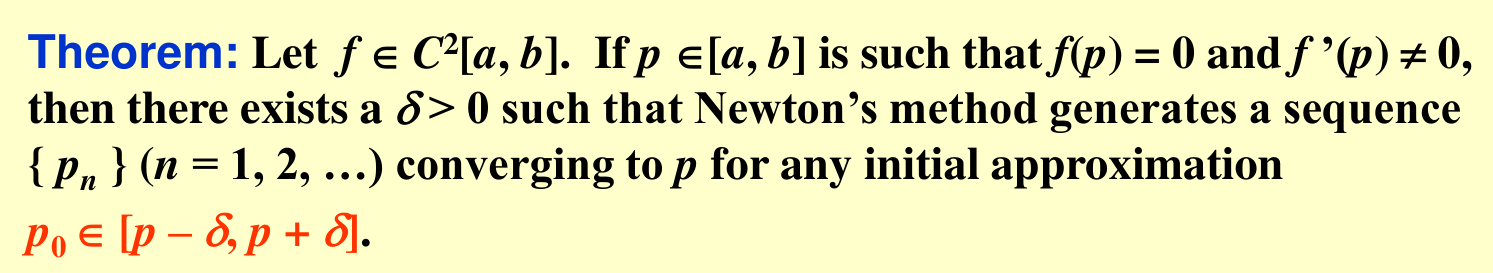 Theorem: Let f ∈ C²[a, b]. If p ∈[a, b] is such that f(p) = 0 and f ’(p) ≠ 0,
then there exists a δ > 0 such that Newton’s method generates a sequence
{ pₙ } (n = 1, 2, …) converging to p for any initial approximation
p₀ ∈ [p – δ, p + δ].